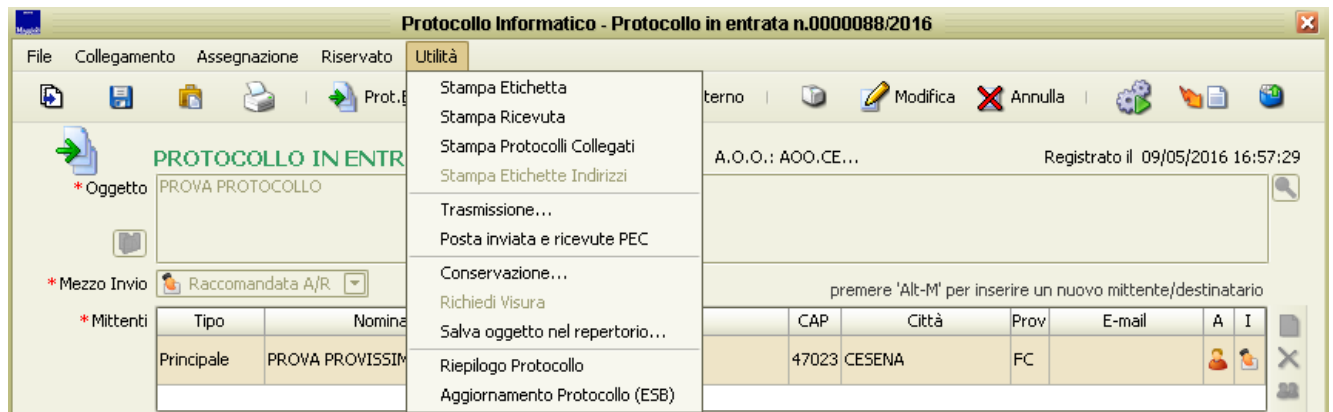 Protocollo Informatico - Protocollo in entrata n.0000088/2016
Maggioli
File Collegamento Assegnazione Riservato Utilità
Prot.E terno Modifica Annulla
Stampa Etichetta
Stampa Ricevuta
Stampa Protocolli Collegati
Stampa Etichette Indirizzi
Trasmissione...
Posta inviata e ricevute PEC
Conservazione...
Richiedi Visura
Salva oggetto nel repertorio...
Riepilogo Protocollo
Aggiornamento Protocollo (ESB)
PROTOCOLLO IN ENTR A.O.O.: AOO.CE... Registrato il 09/05/2016 16:57:29
* Oggetto PROVA PROTOCOLLO
* Mezzo Invio Raccomandata A/R
premere 'Alt-M' per inserire un nuovo mittente/destinatario
* Mittenti Tipo Nomina CAP Città Prov E-mail A I
Principale PROVA PROVISSIM 47023 CESENA FC